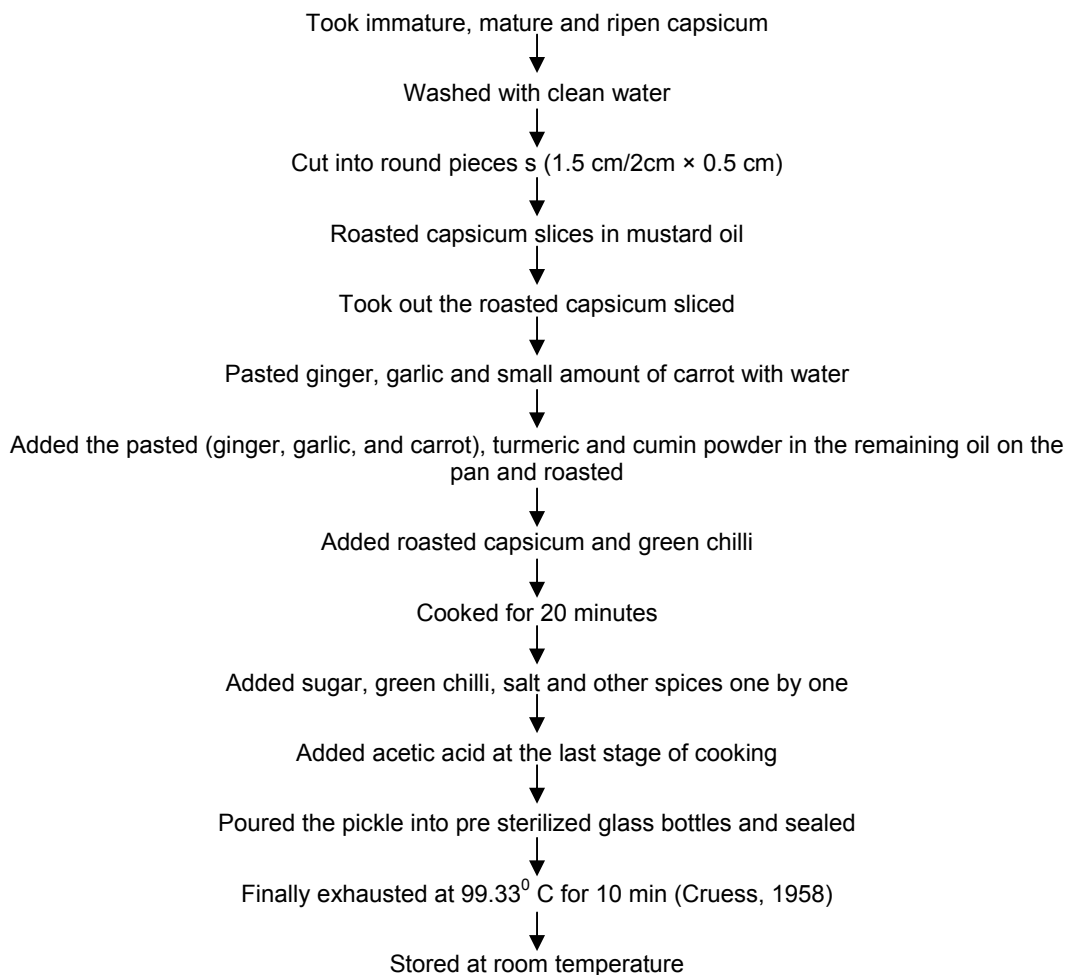 Took immature, mature and ripen capsicum
Washed with clean water
Cut into round pieces s (1.5 cm/2cm × 0.5 cm)
Roasted capsicum slices in mustard oil
Took out the roasted capsicum sliced
Pasted ginger, garlic and small amount of carrot with water
Added the pasted (ginger, garlic, and carrot), turmeric and cumin powder in the remaining oil on the
pan and roasted
Added roasted capsicum and green chilli
Cooked for 20 minutes
Added sugar, green chilli, salt and other spices one by one
Added acetic acid at the last stage of cooking
Poured the pickle into pre sterilized glass bottles and sealed
Finally exhausted at 99.33⁰ C for 10 min (Cruess, 1958)
Stored at room temperature